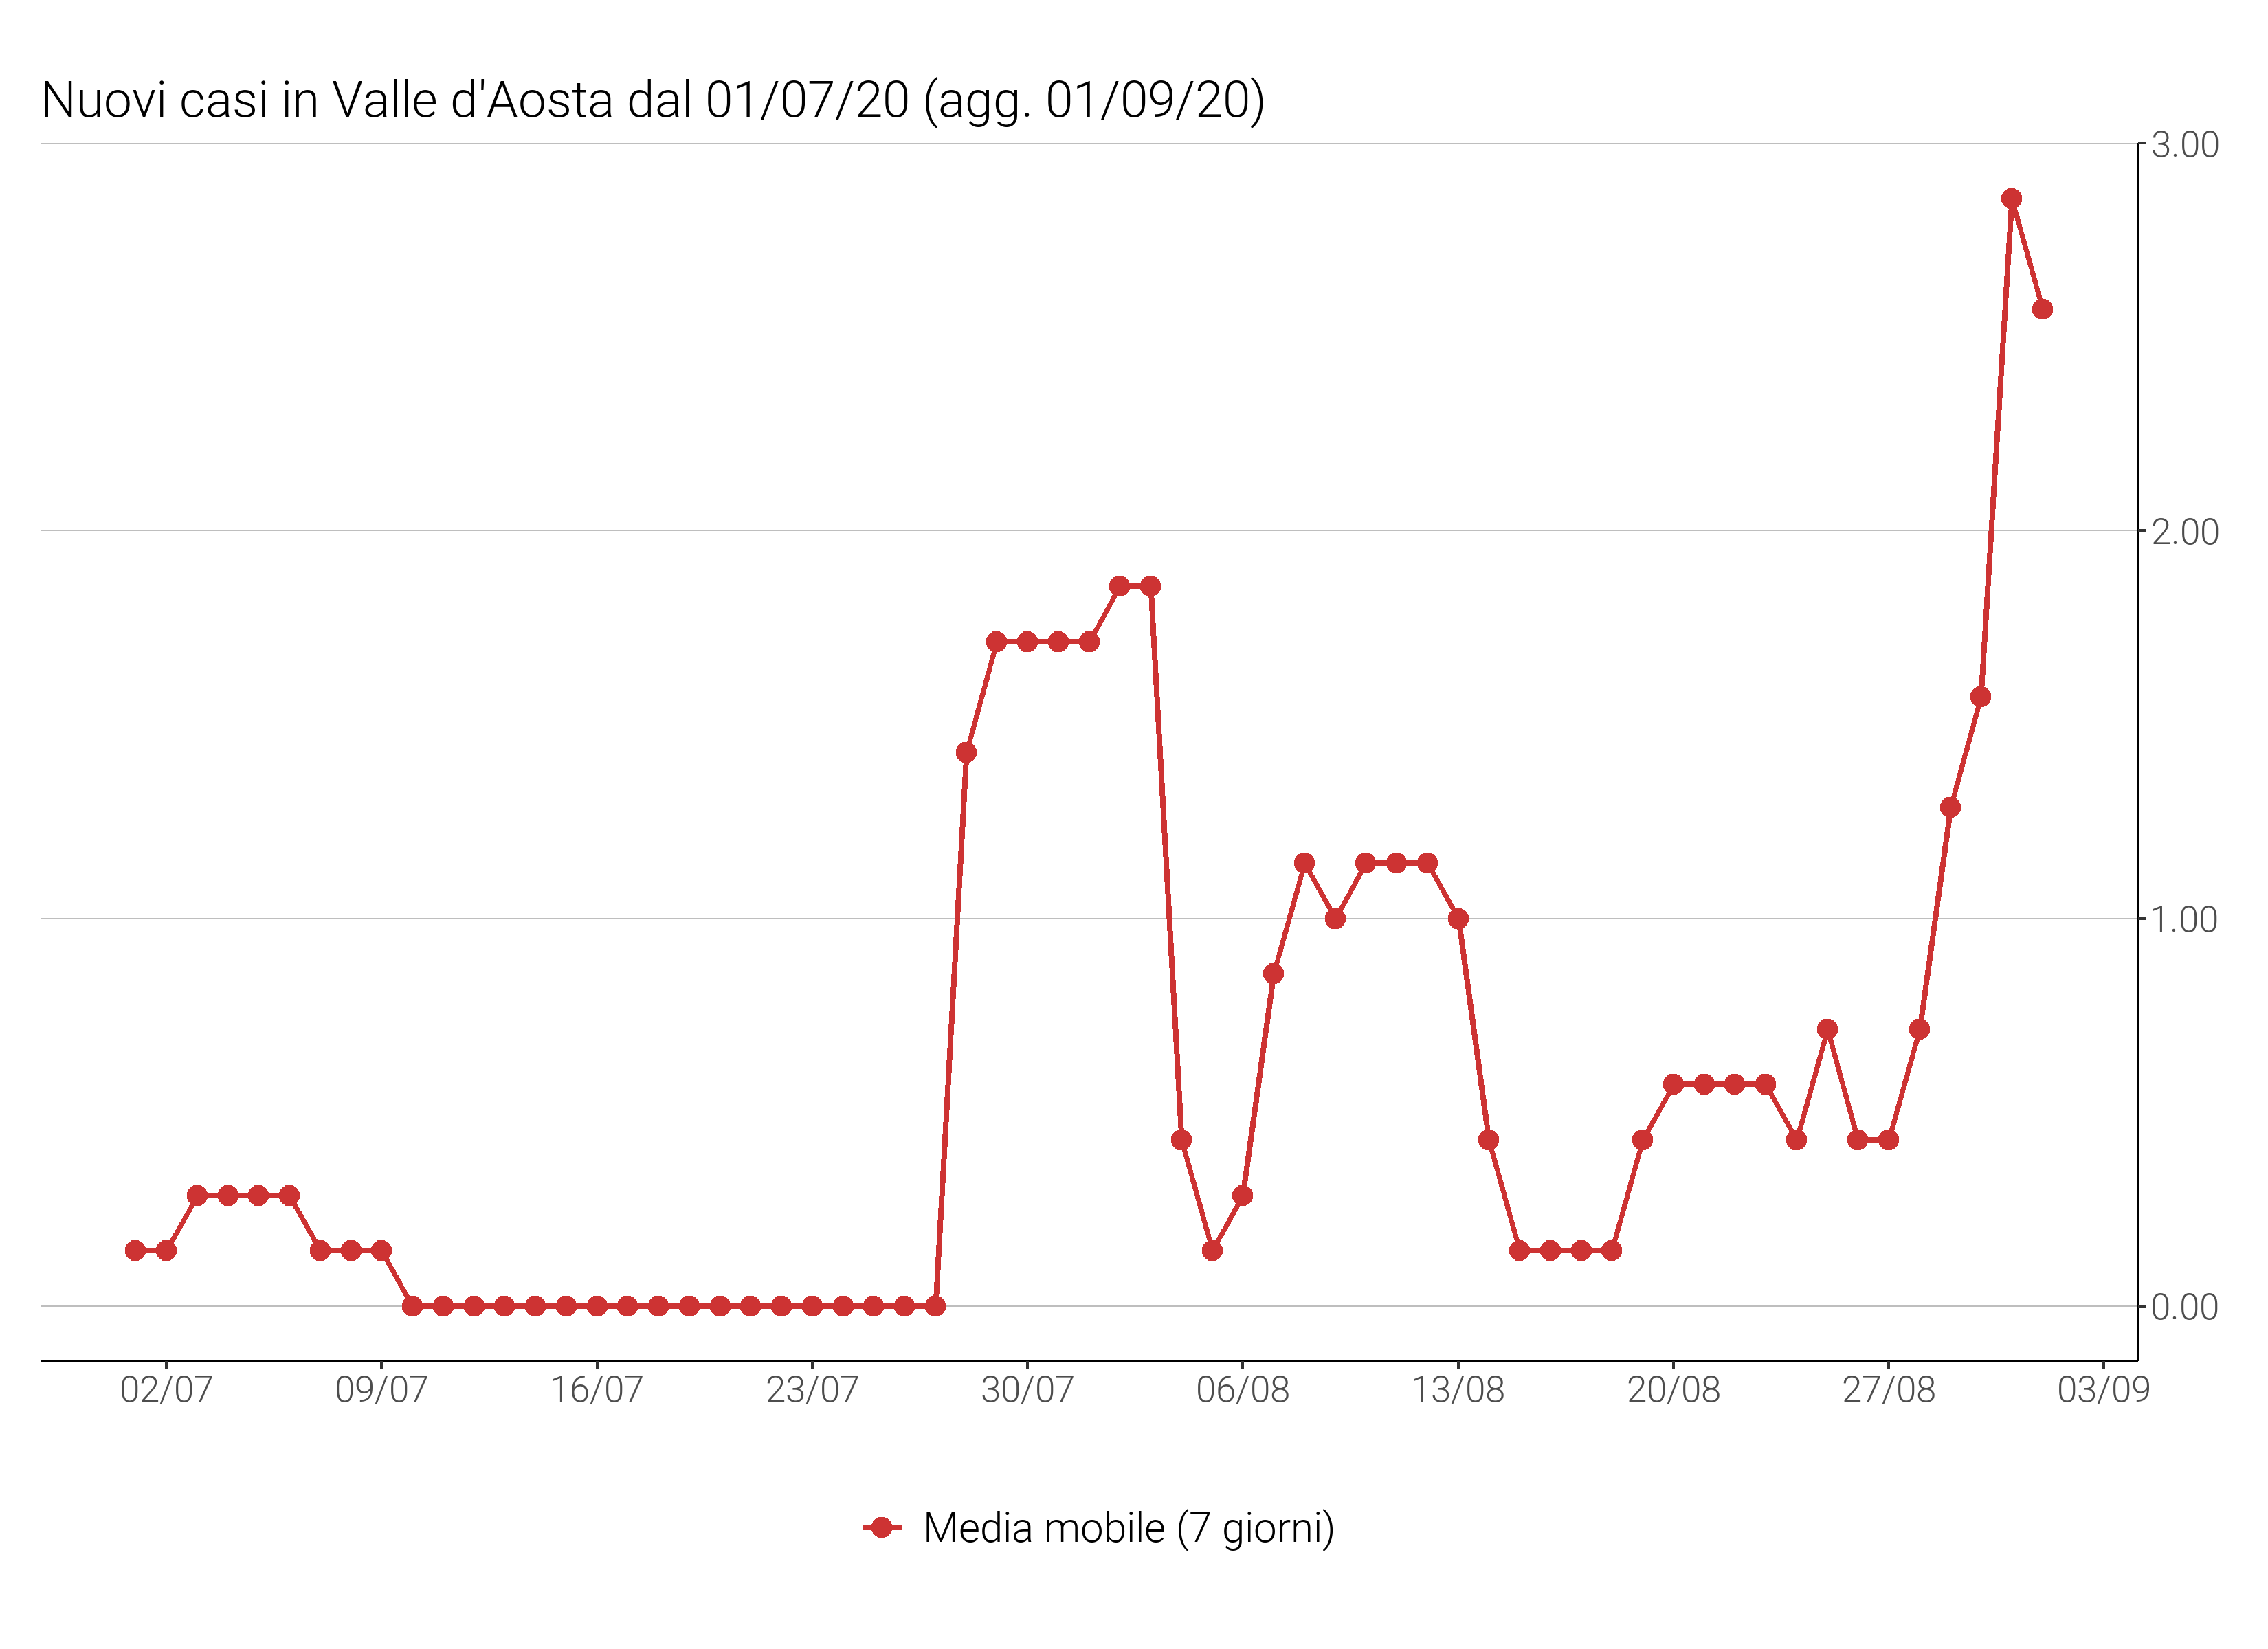 Nuovi casi in Valle d'Aosta dal 01/07/20 (agg. 01/09/20)
3.00
2.00
1.00
0.00
02/07 09/07 16/07 23/07 30/07 06/08 13/08 20/08 27/08 03/09
Media mobile (7 giorni)